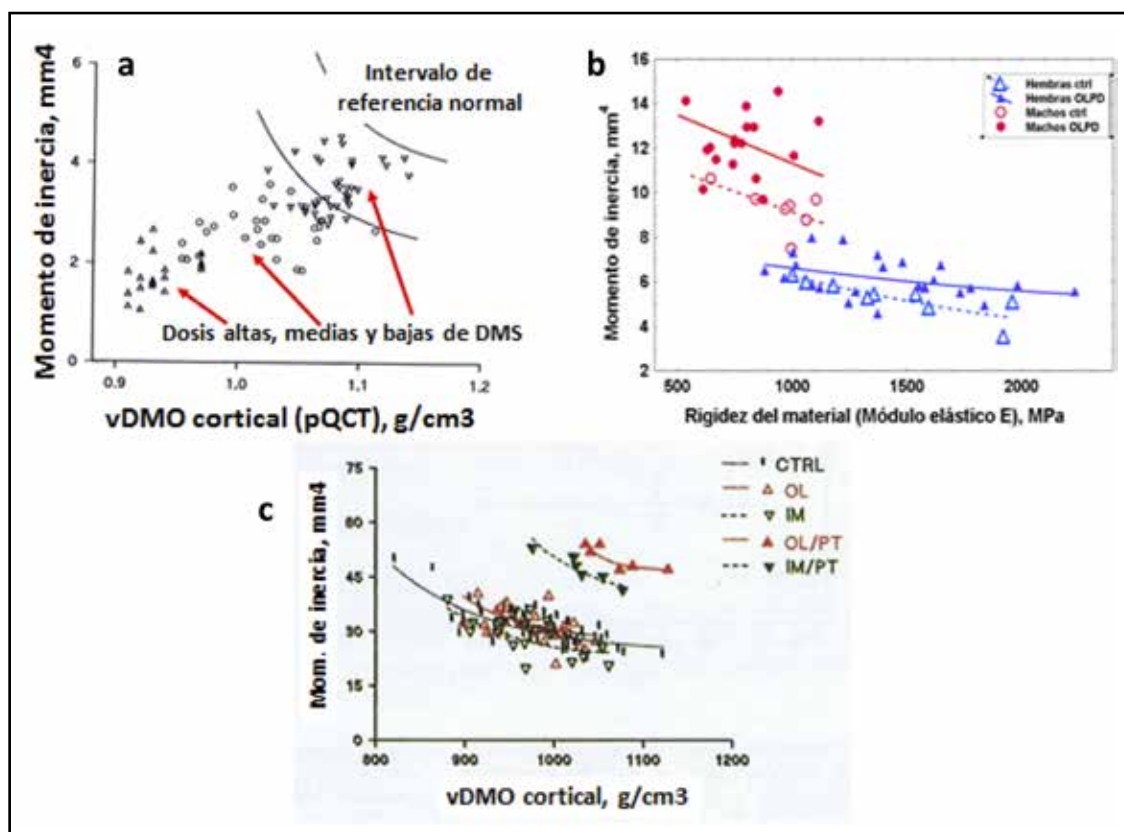 a
Momento de inercia, mm4
6
4
2
0
Intervalo de
referencia normal
Dosis altas, medias y bajas de DMS
0.9
1.0
1.1
1.2
vDMO cortical (pQCT), g/cm3
b
Momento de inercia, mm4
16
14
12
10
8
6
4
2
Hembras ctrl
Hembras OLPD
Machos ctrl
Machos OLPD
500
1000
1500
2000
Rigidez del material (Módulo elástico E), MPa
c
Mom. de inercia, mm4
75
60
45
30
15
0
CTRL
OL
IM
OL/PT
IM/PT
800
900
1000
1100
1200
vDMO cortical, g/cm3